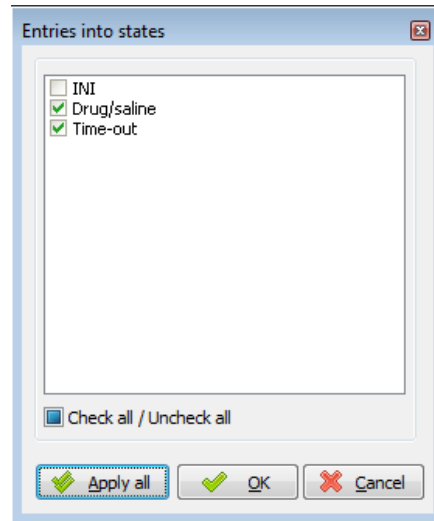 Entries into states
INI
Drug/saline
Time-out
Check all / Uncheck all
Apply all
OK
Cancel